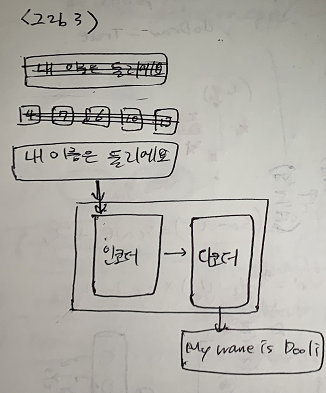 <그림 3>
내 이름은 둘리에요
4 7 26 10 13
내 이름은 둘리에요
인코더 → 디코더
My name is Dooli